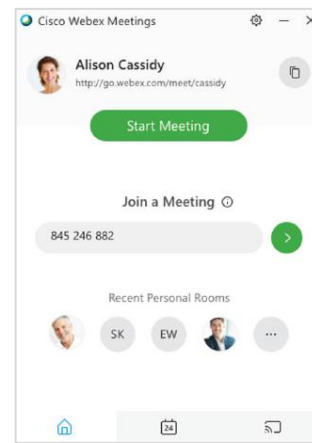 Cisco Webex Meetings
Alison Cassidy
http://go.webex.com/meet/cassidy
Start Meeting
Join a Meeting
845 246 882
Recent Personal Rooms
SK EW
24